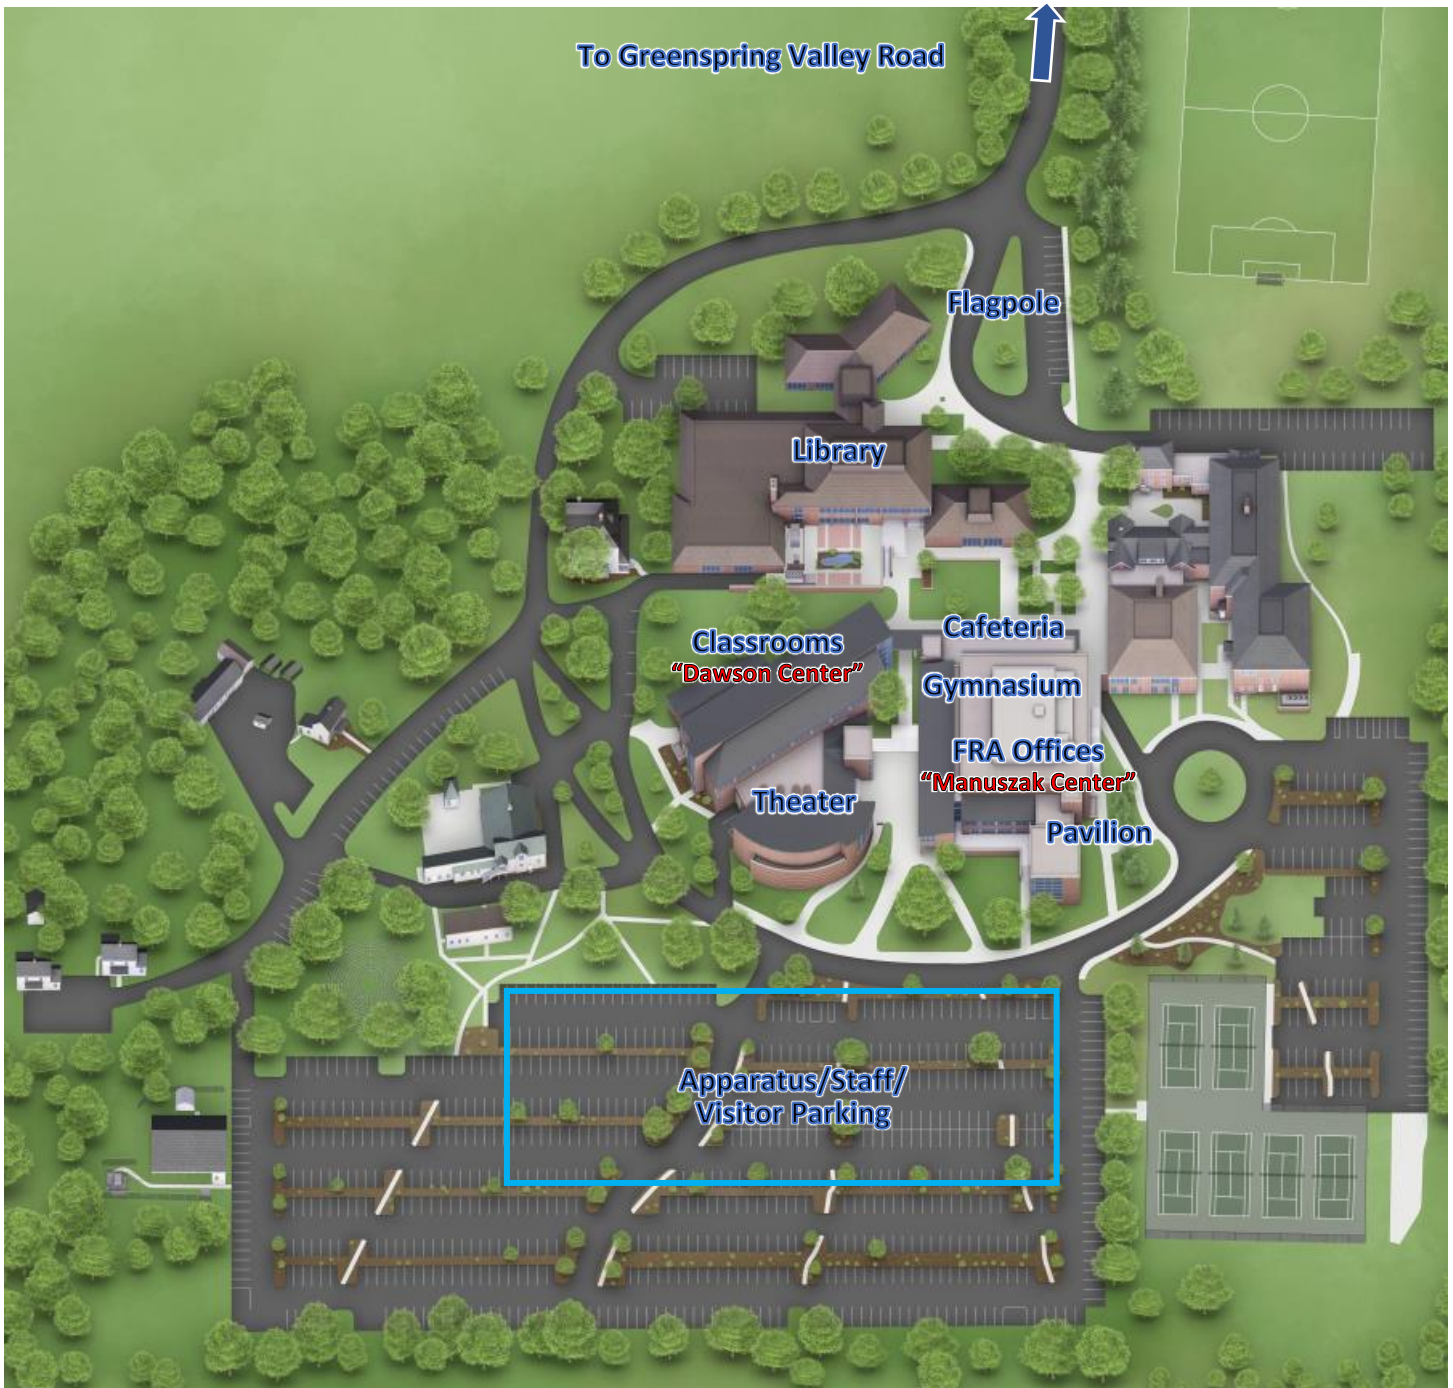 To Greenspring Valley Road
Flagpole
Library
Classrooms
“Dawson Center”
Cafeteria
Gymnasium
FRA Offices
“Manuszak Center”
Theater
Pavilion
Apparatus/Staff/
Visitor Parking